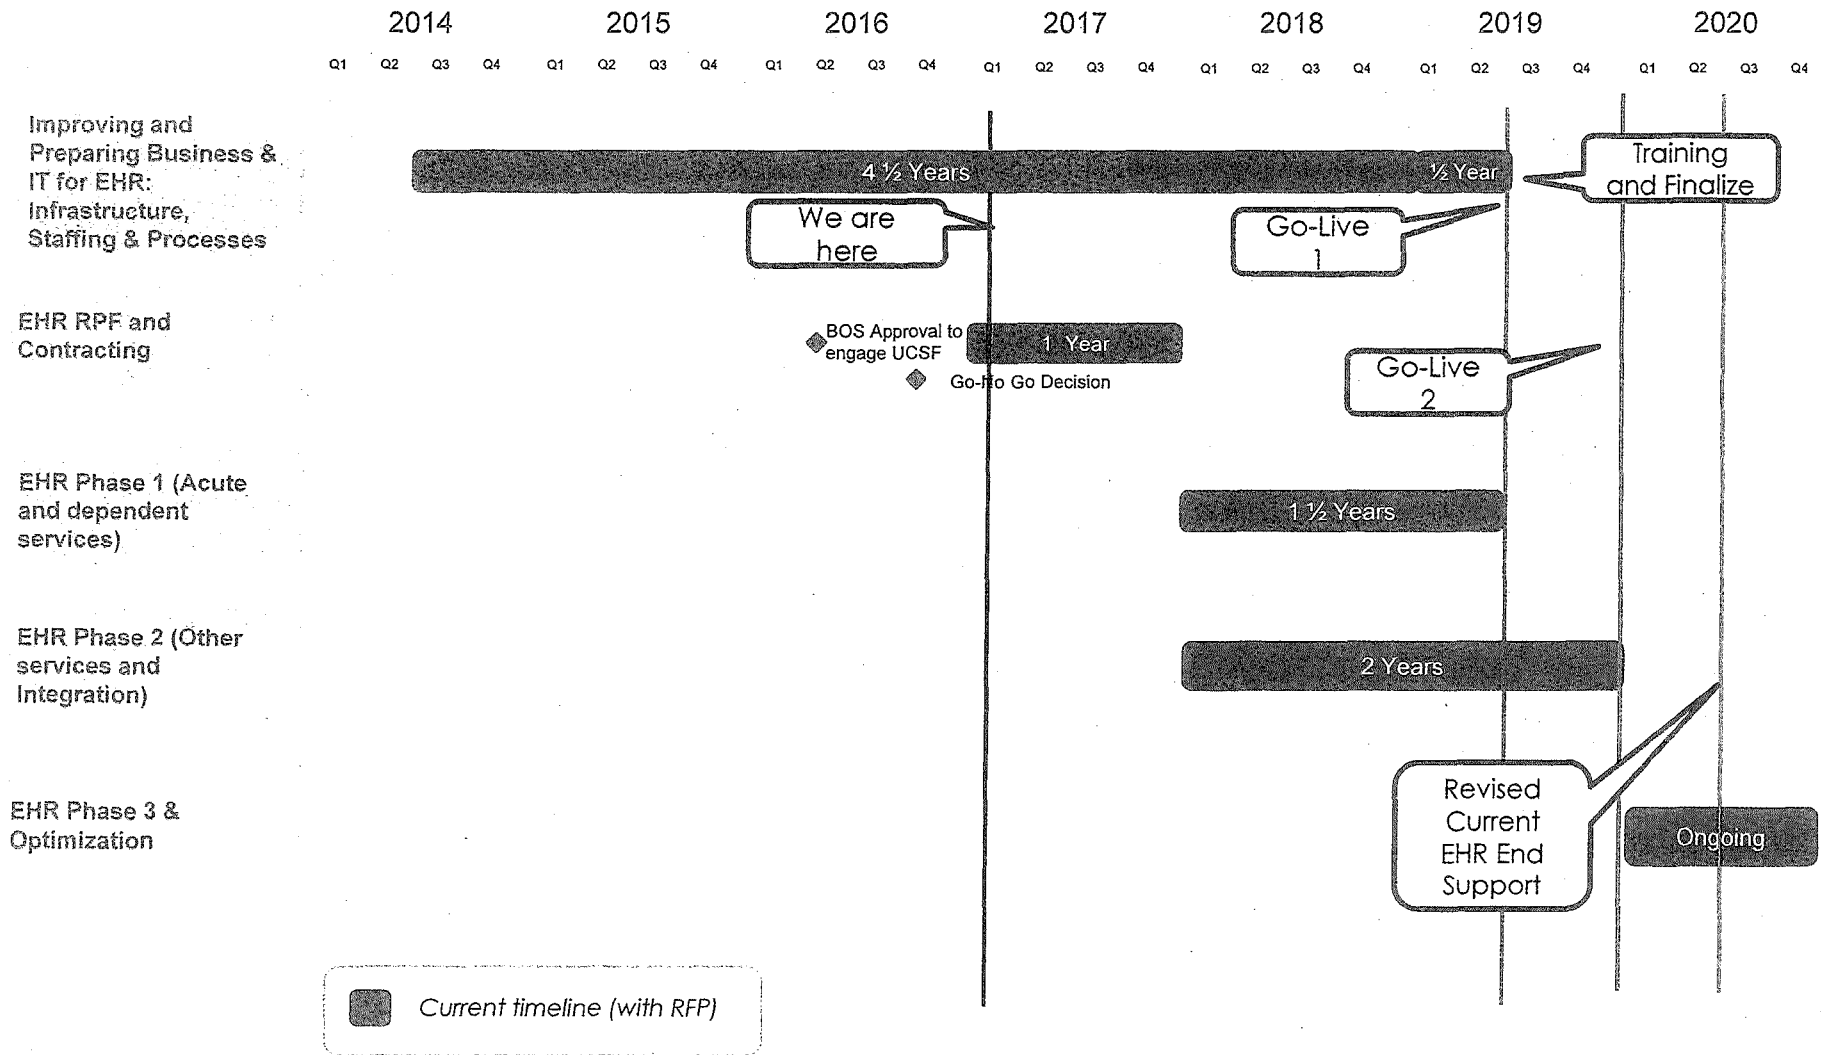 2014 2015 2016 2017 2018 2019 2020
Q1 Q2 Q3 Q4 Q1 Q2 Q3 Q4 Q1 Q2 Q3 Q4 Q1 Q2 Q3 Q4 Q1 Q2 Q3 Q4 Q1 Q2 Q3 Q4 Q1 Q2 Q3 Q4
Improving and
Preparing Business &
IT for EHR:
Infrastructure,
Staffing & Processes
4 ½ Years
½ Year
Training
and Finalize
We are
here
Go-Live
1
EHR RPF and
Contracting
BOS Approval to
engage UCSF
1 Year
Go-No Go Decision
Go-Live
2
EHR Phase 1 (Acute
and dependent
services)
1 ½ Years
EHR Phase 2 (Other
services and
Integration)
2 Years
Revised
Current
EHR End
Support
EHR Phase 3 &
Optimization
Ongoing
Current timeline (with RFP)